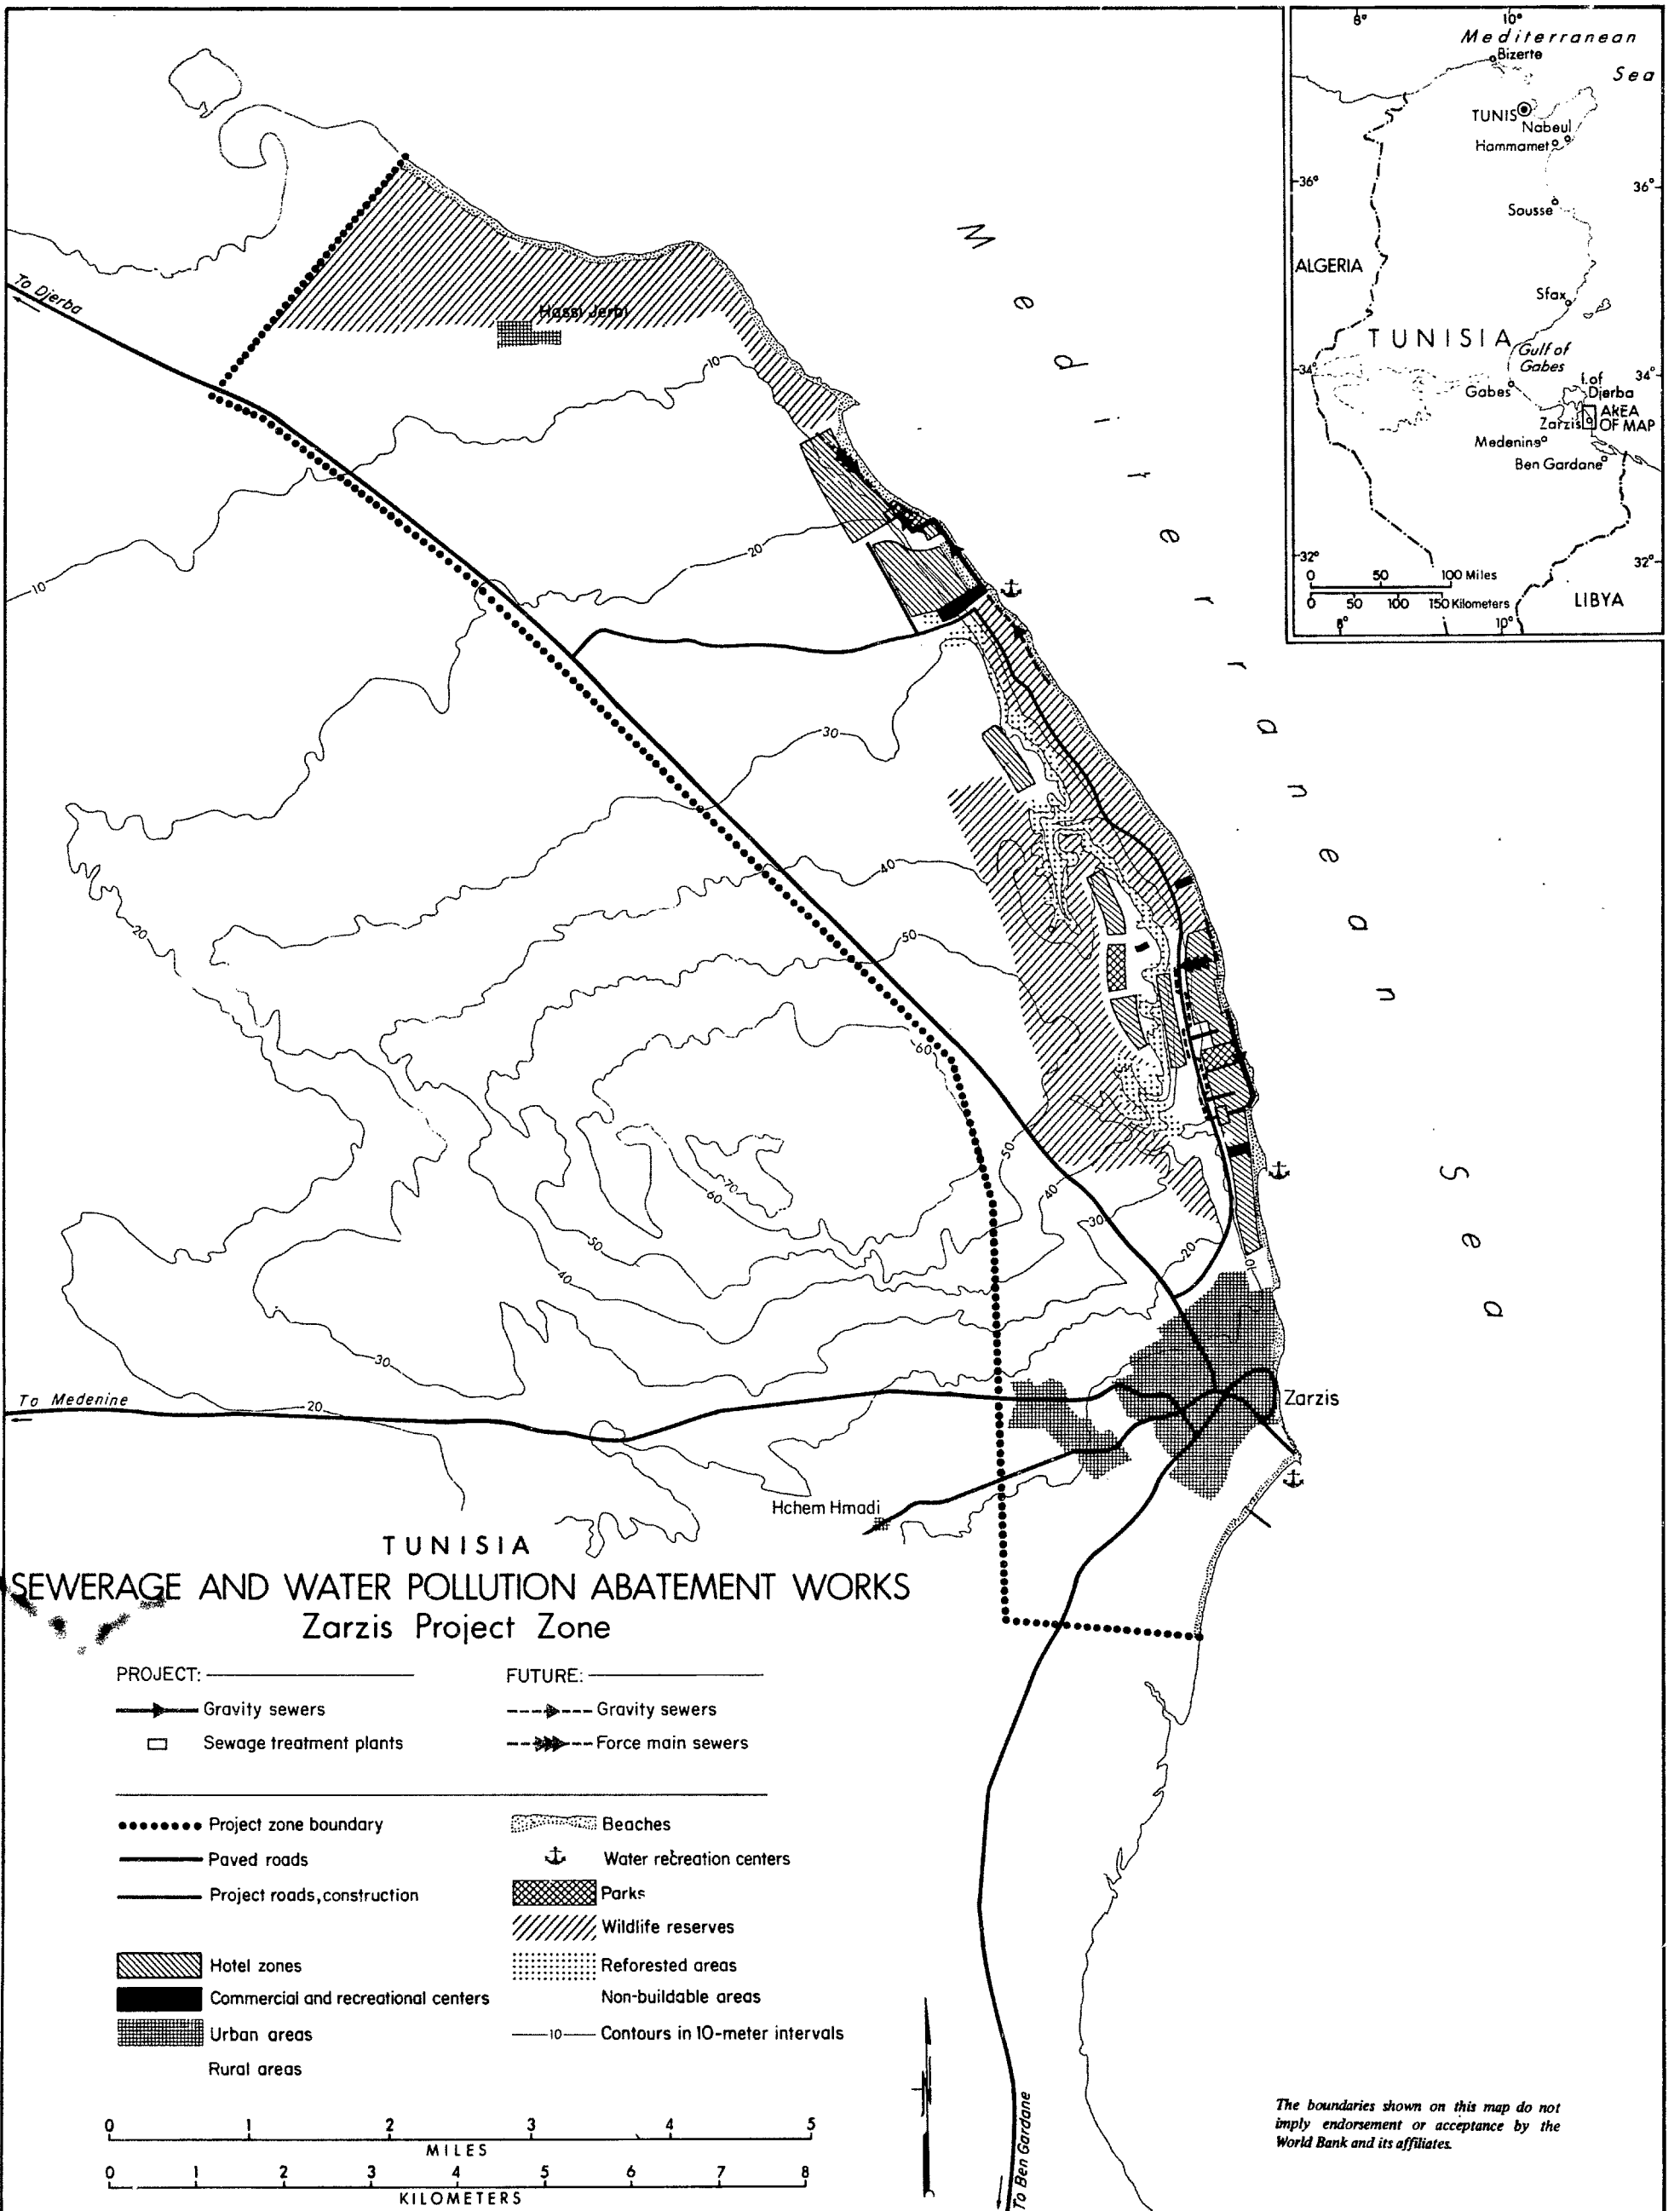 8°
10°
Mediterranean
Sea
Bizerte
TUNIS
Nabeul
Hammamet
36°
36°
Sousse
ALGERIA
Sfax
TUNISIA
Gulf of
Gabes
34°
34°
I. of
Djerba
Gabes
AREA
OF MAP
Zarzis
Medenine
Ben Gardane
32°
32°
0 50 100 Miles
0 50 100 150 Kilometers
LIBYA
8°
10°
Mediterranean Sea
To Djerba
Hassi Jerbi
10
20
10
30
40
20
50
60
50
70
60
40
30
50
20
40
10
30
To Medenine
20
Zarzis
Hchem Hmadi
TUNISIA
SEWERAGE AND WATER POLLUTION ABATEMENT WORKS
Zarzis Project Zone
PROJECT:
Gravity sewers
Sewage treatment plants
FUTURE:
Gravity sewers
Force main sewers
Project zone boundary
Paved roads
Project roads, construction
Hotel zones
Commercial and recreational centers
Urban areas
Rural areas
Beaches
Water recreation centers
Parks
Wildlife reserves
Reforested areas
Non-buildable areas
10 Contours in 10-meter intervals
0 1 2 3 4 5
MILES
0 1 2 3 4 5 6 7 8
KILOMETERS
To Ben Gardane
The boundaries shown on this map do not
imply endorsement or acceptance by the
World Bank and its affiliates.